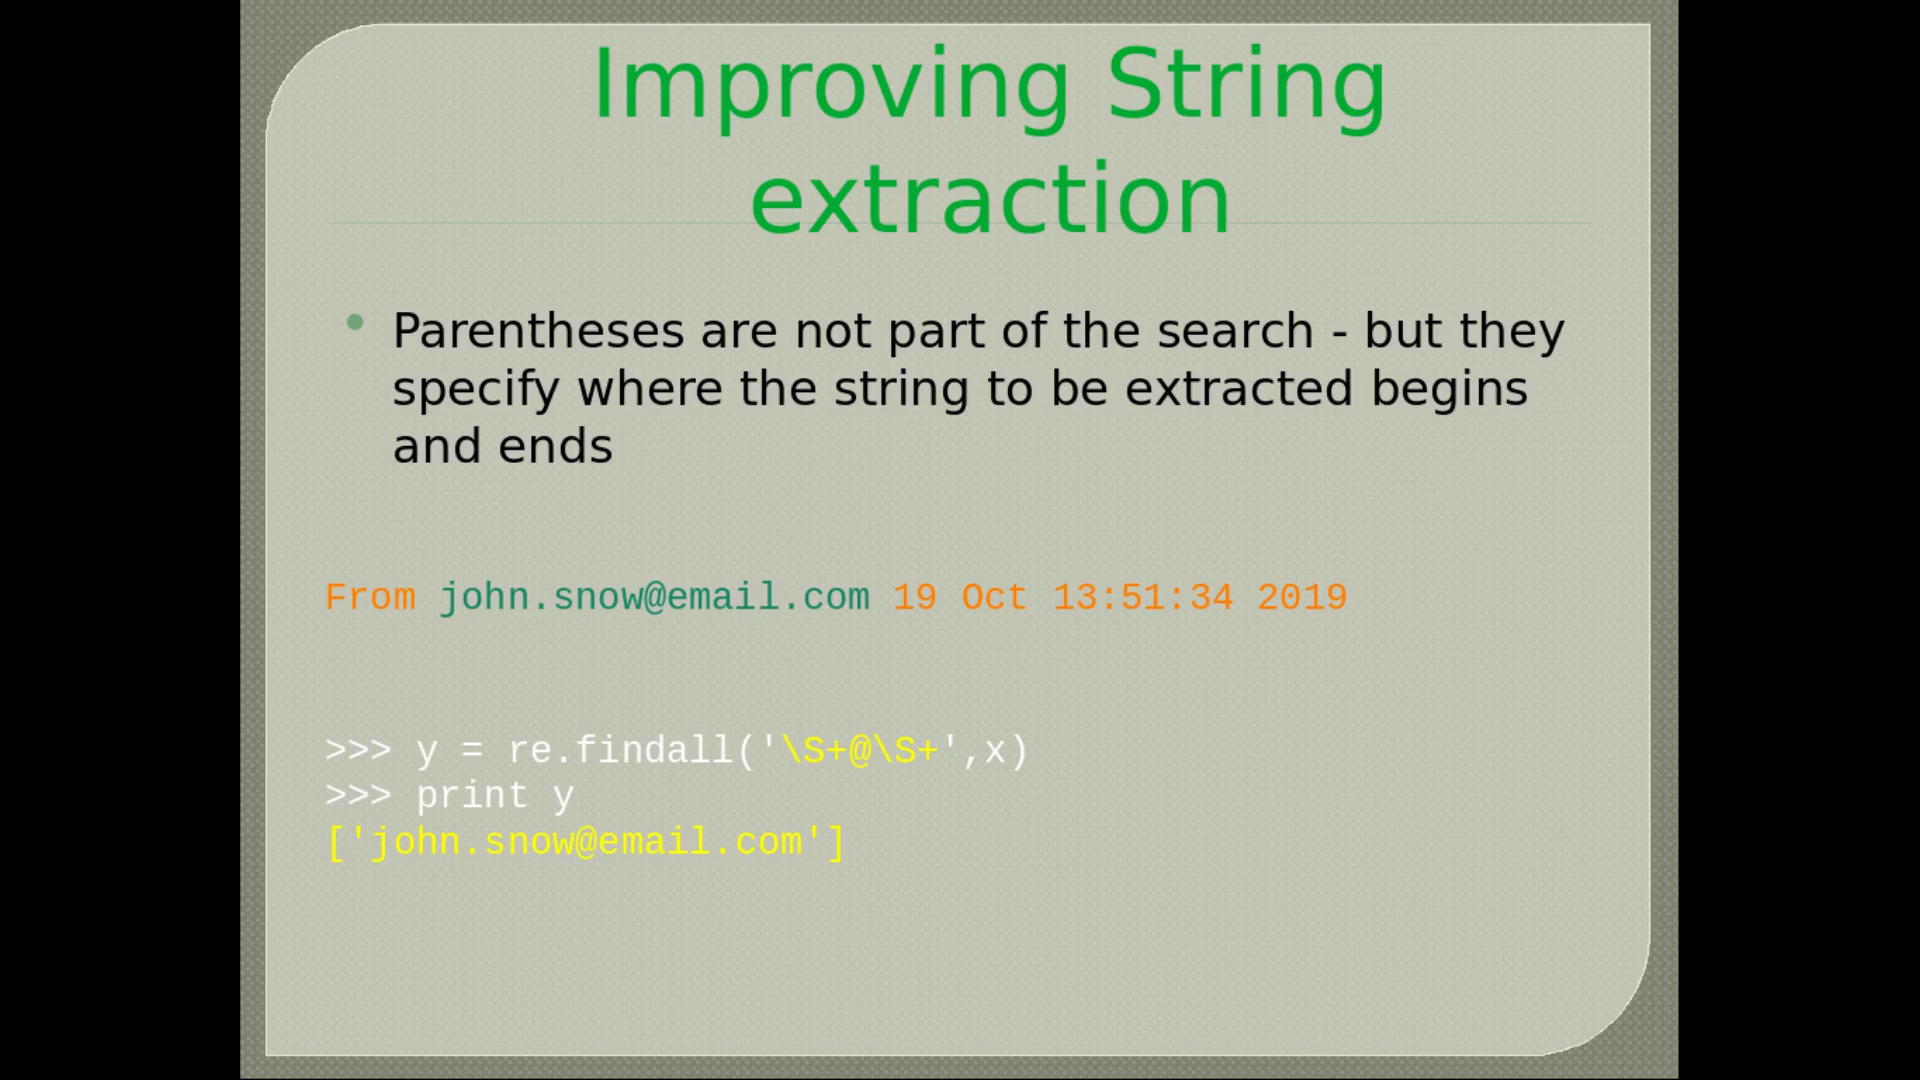 Improving String
extraction
Parentheses are not part of the search - but they
specify where the string to be extracted begins
and ends
From john.snow@email.com 19 Oct 13:51:34 2019
>>> y = re.findall('\S+@\S+',x)
>>> print y
['john.snow@email.com']